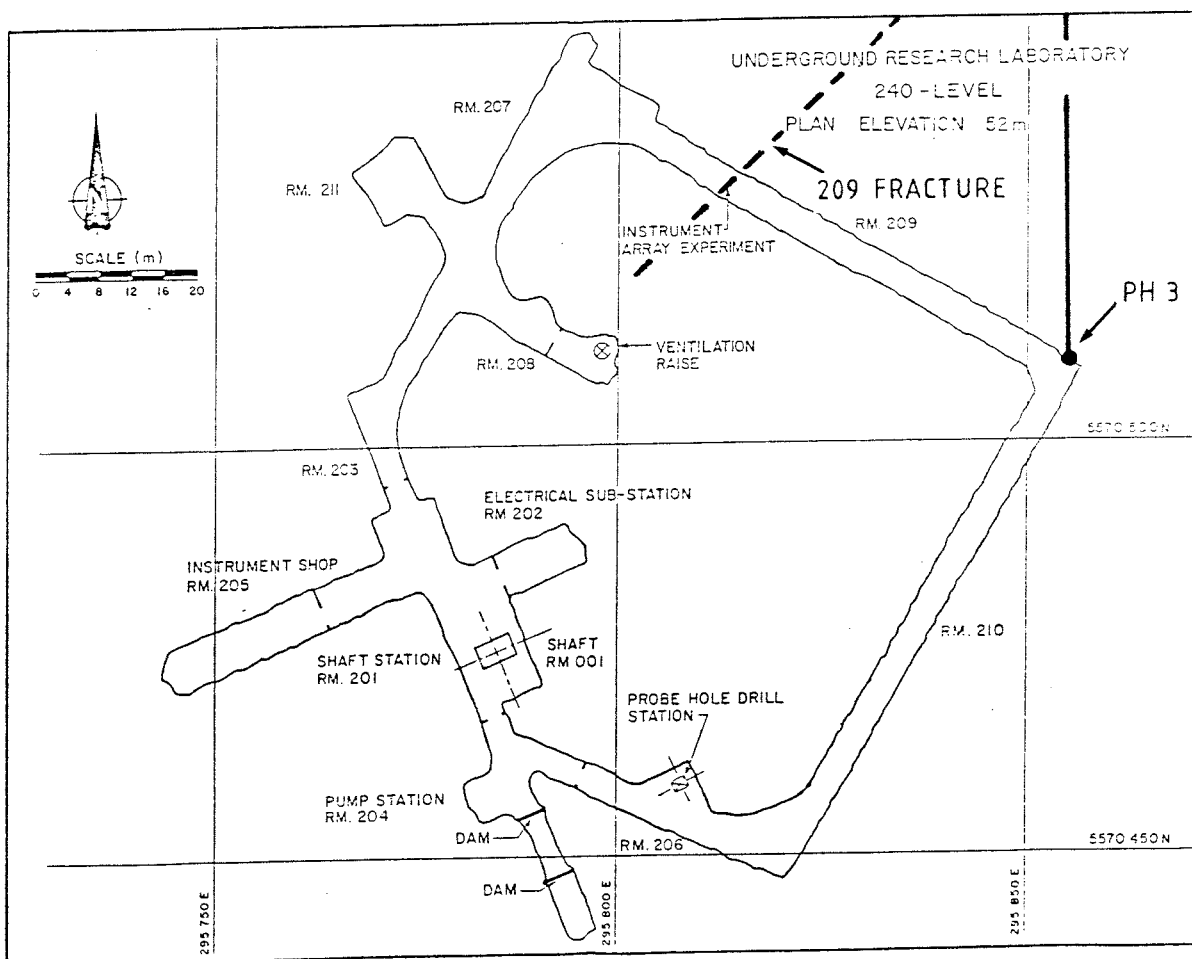 UNDERGROUND RESEARCH LABORATORY
240-LEVEL
PLAN ELEVATION 52m
RM. 207
209 FRACTURE
RM. 211
RM. 209
INSTRUMENT
ARRAY EXPERIMENT
SCALE (m)
0 4 8 12 16 20
PH 3
VENTILATION
RAISE
RM. 208
5570 500N
RM. 203
ELECTRICAL SUB-STATION
RM 202
INSTRUMENT SHOP
RM. 205
RM. 210
SHAFT
RM 001
SHAFT STATION
RM. 201
PROBE HOLE DRILL
STATION
PUMP STATION
RM. 204
DAM
RM. 206
5570 450N
DAM
295 750 E
295 800 E
295 850 E